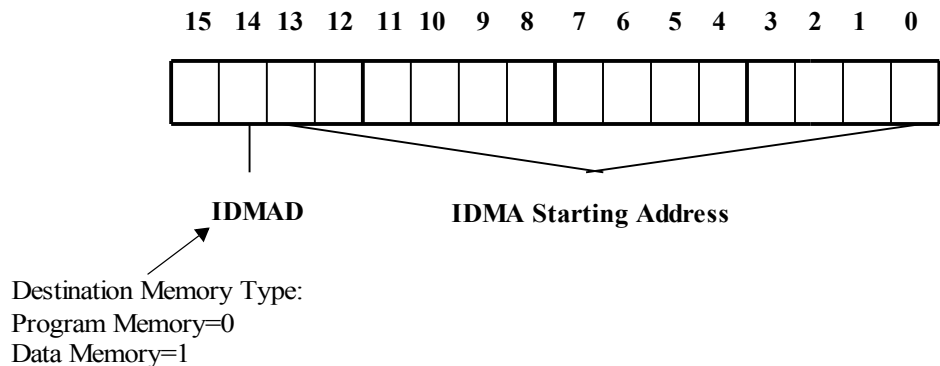 15 14 13 12 11 10 9 8 7 6 5 4 3 2 1 0
IDMAD IDMA Starting Address
Destination Memory Type:
Program Memory=0
Data Memory=1